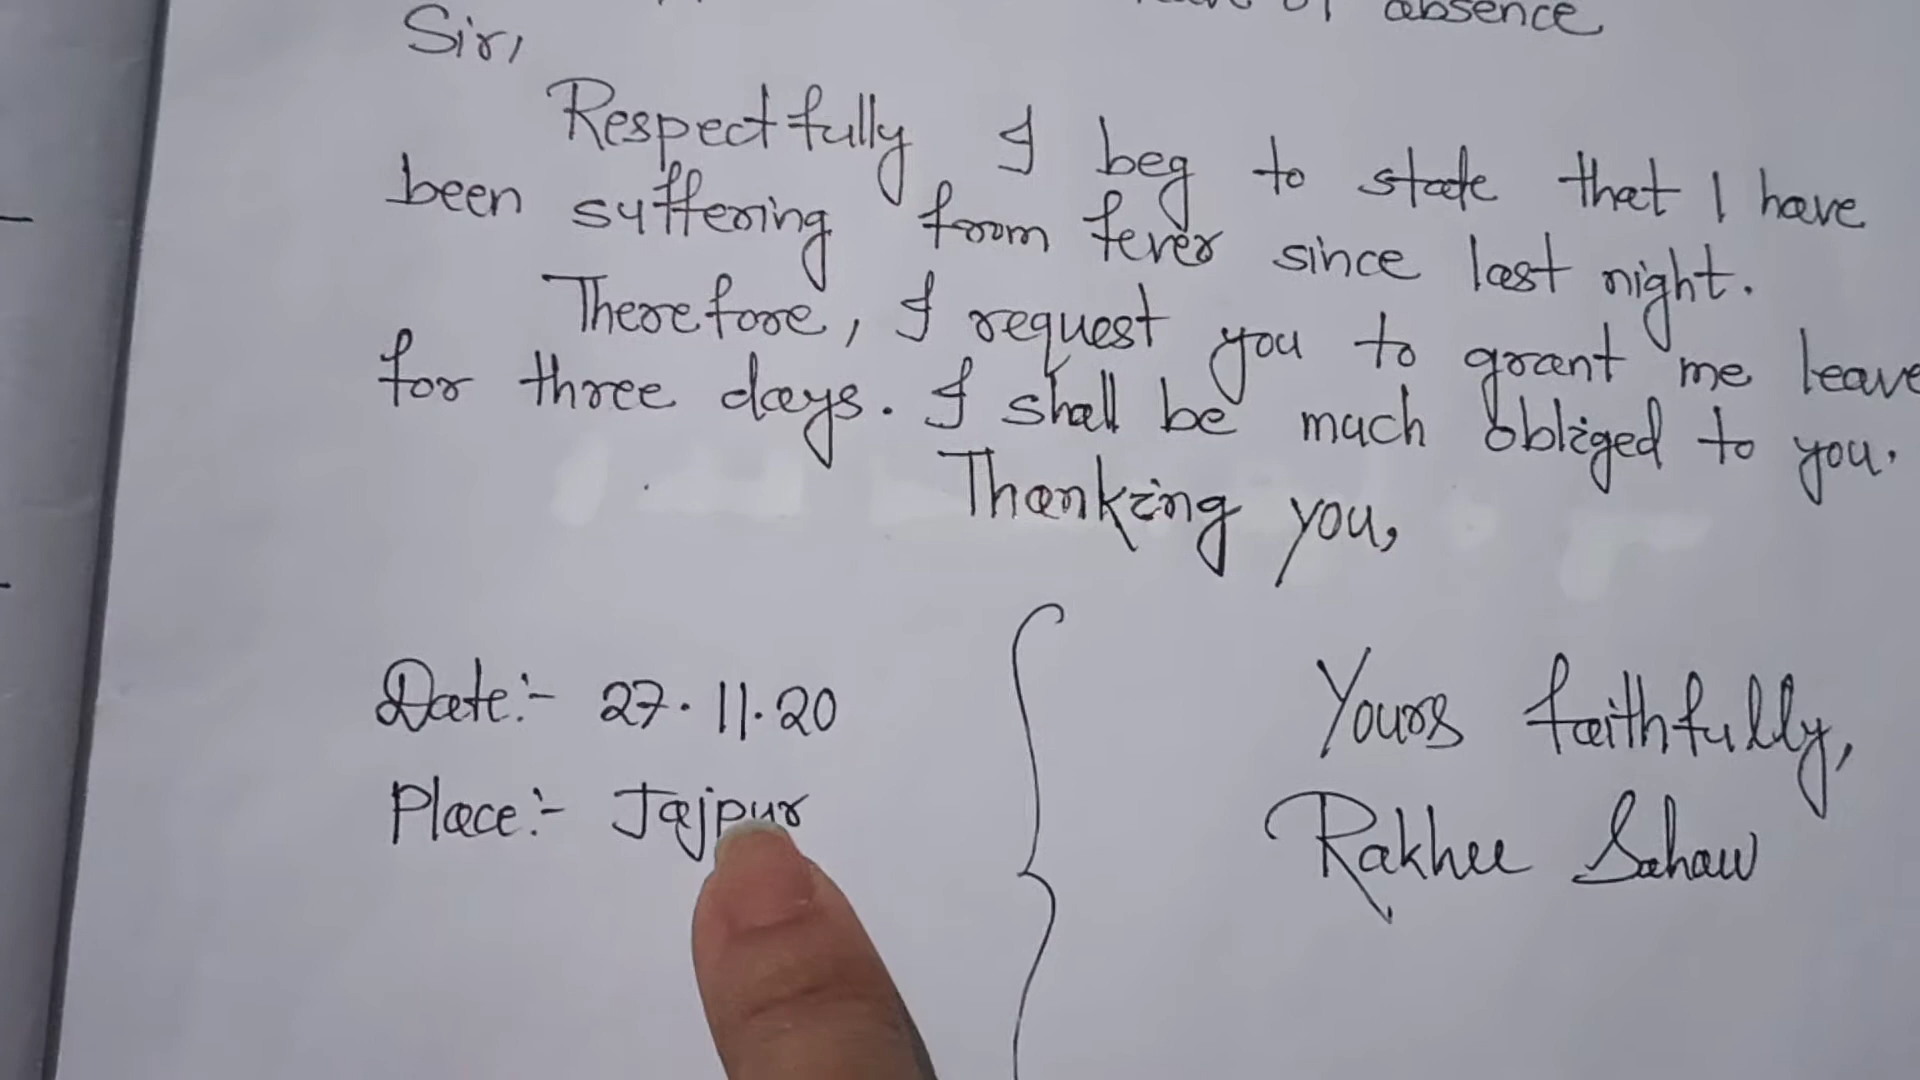 of absence
Sir,
Respectfully I beg to state that I have
been suffering from fever since last night.
Therefore, I request you to grant me leave
for three days. I shall be much obliged to you.
Thanking you,
Date:- 27.11.20
Place:- Jajpur
Yours faithfully,
Rakhee Sahaw